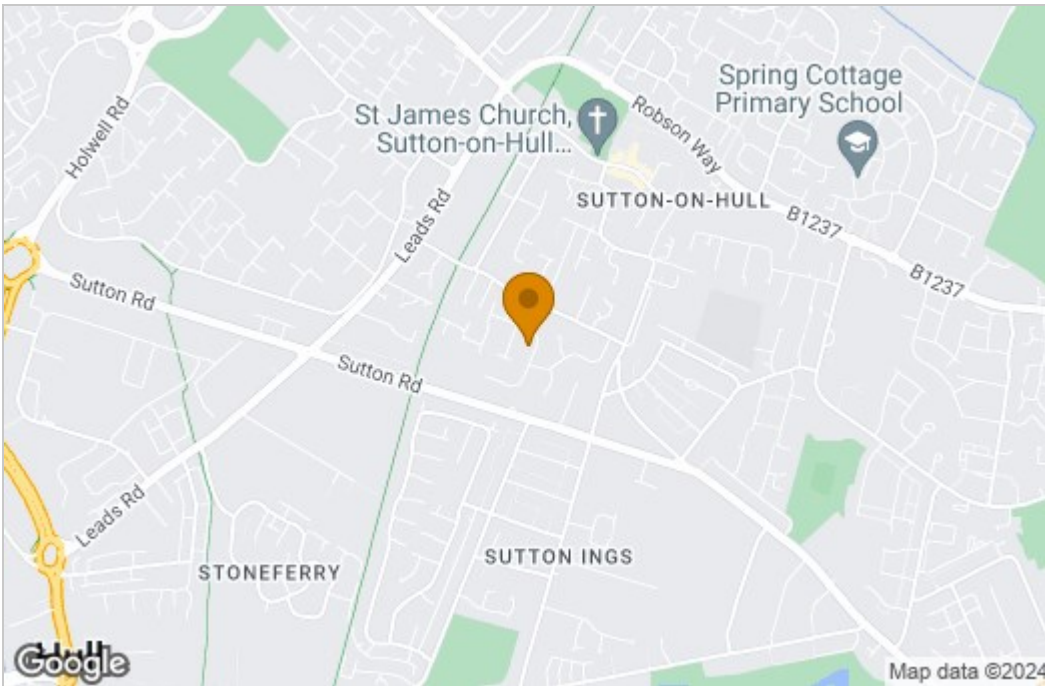 Spring Cottage
Primary School
St James Church,
Sutton-on-Hull...
Robson Way
Holwell Rd
SUTTON-ON-HULL
Leads Rd
B1237
B1237
Sutton Rd
Sutton Rd
Leads Rd
SUTTON INGS
STONEFERRY
Hull
Google
Map data ©2024